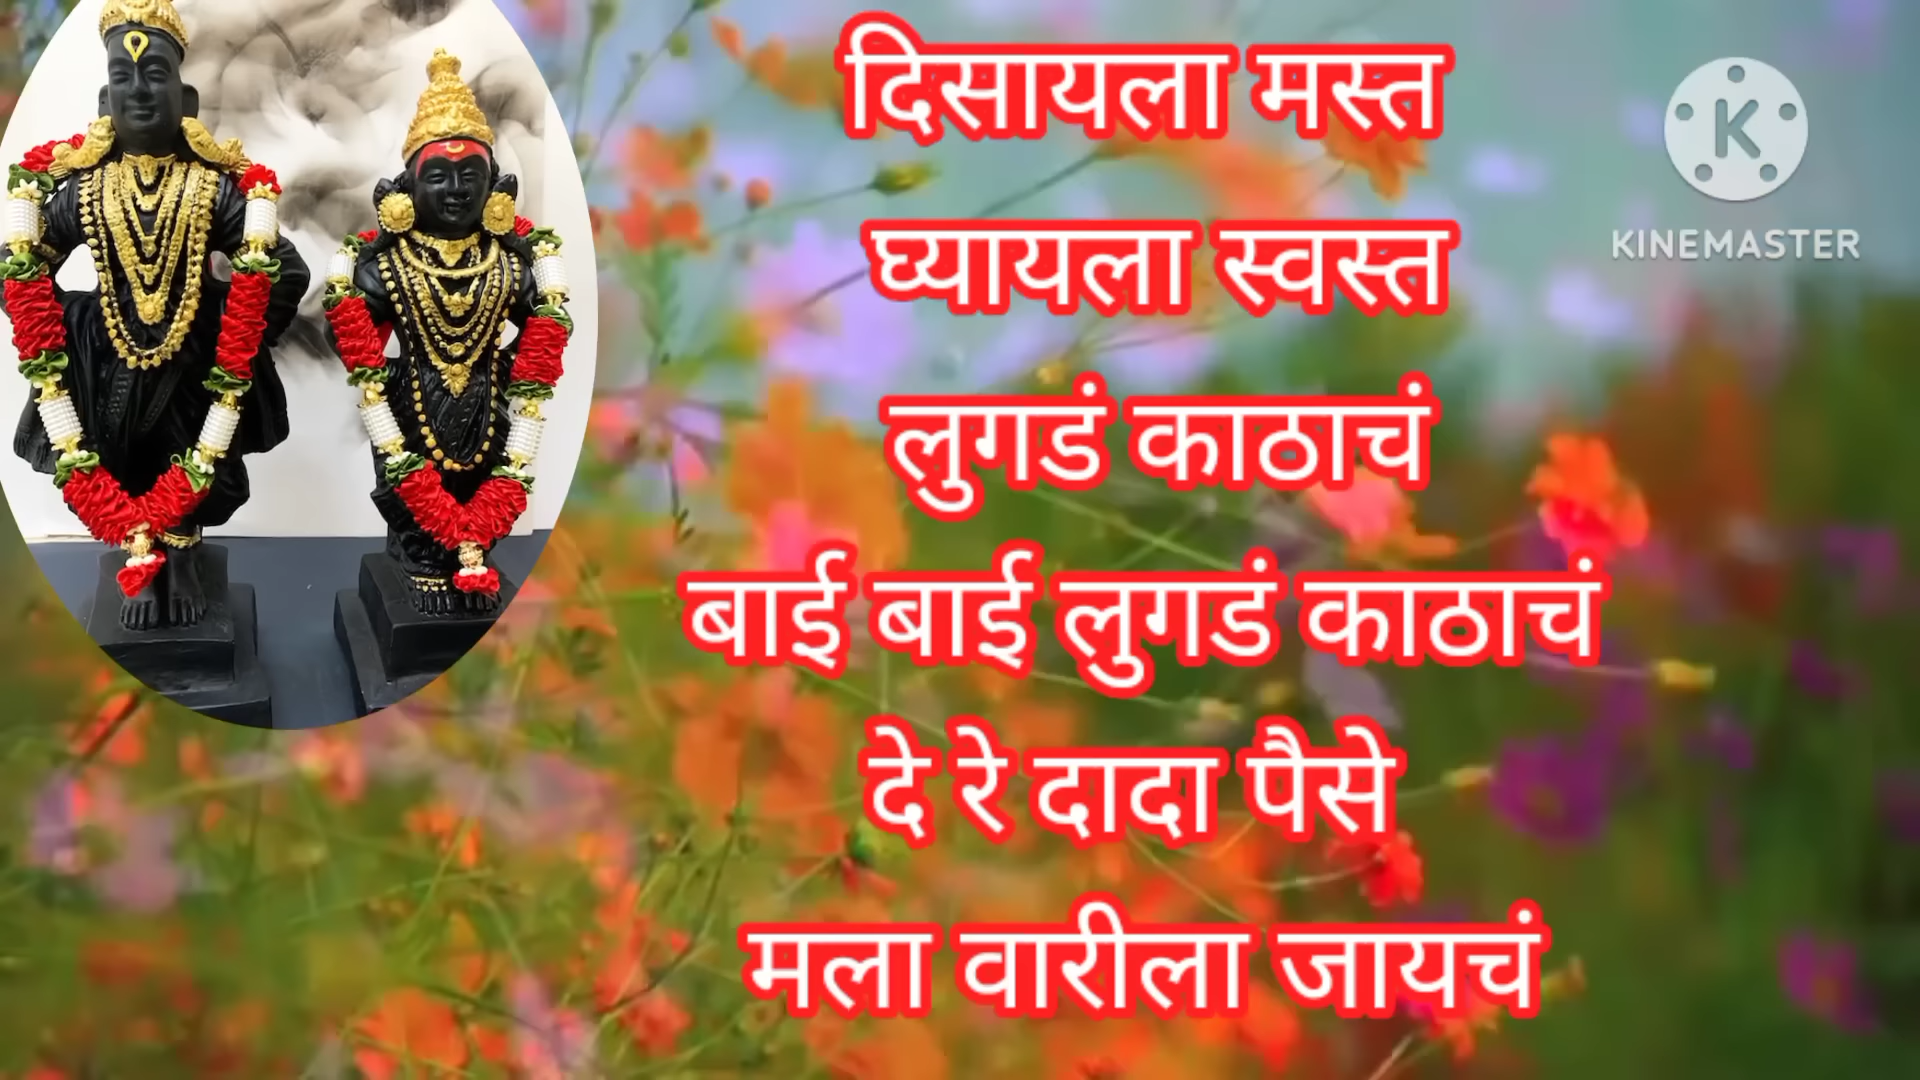 दिसायला मस्त
घ्यायला स्वस्त
लुगडं काठाचं
बाई बाई लुगडं काठाचं
दे रे दादा पैसे
मला वारीला जायचं
K
KINEMASTER